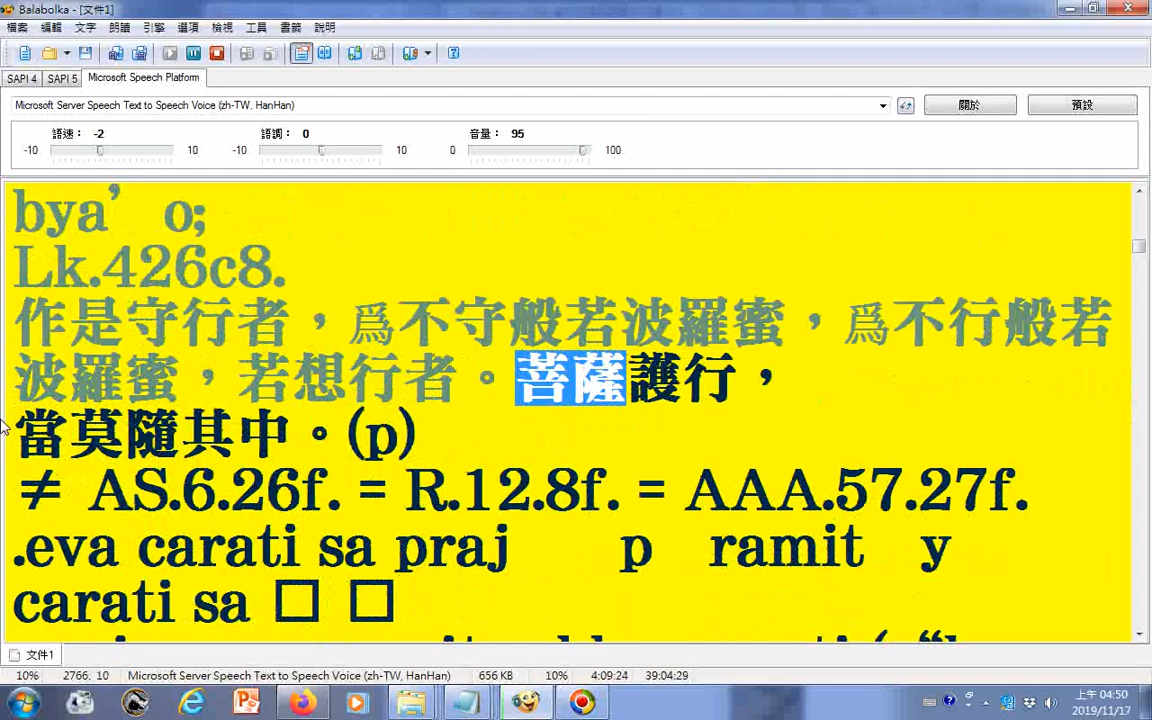 Balabolka - [文件1]
檔案 編輯 文字 朗讀 引擎 選項 檢視 工具 書籤 說明
SAPI 4 SAPI 5 Microsoft Speech Platform
Microsoft Server Speech Text to Speech Voice (zh-TW, HanHan) 關於 預設
語速： -2 語調： 0 音量： 95
-10 10 -10 10 0 100
bya’ o;
Lk.426c8.
作是守行者，爲不守般若波羅蜜，爲不行般若
波羅蜜，若想行者。菩薩護行，
當莫隨其中。(p)
≠ AS.6.26f. = R.12.8f. = AAA.57.27f.
.eva carati sa praj p ramit y
carati sa □ □
文件1
10% 2766. 10 Microsoft Server Speech Text to Speech Voice (zh-TW, HanHan) 656 KB 10% 4:09:24 39:04:29
上午 04:50
2019/11/17